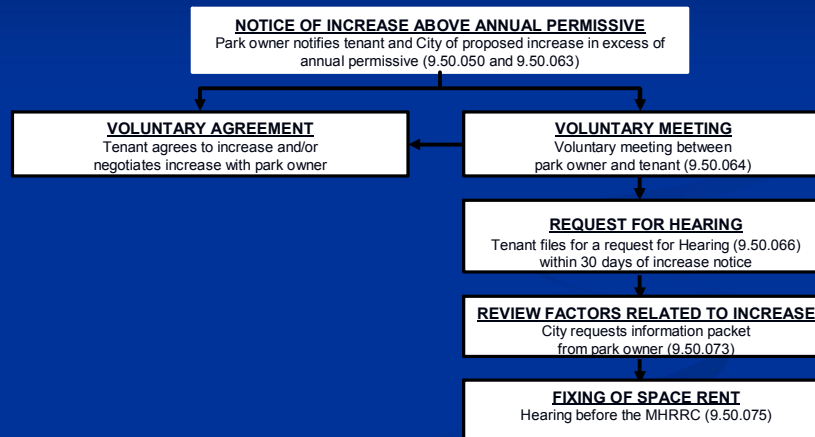 NOTICE OF INCREASE ABOVE ANNUAL PERMISSIVE
Park owner notifies tenant and City of proposed increase in excess of
annual permissive (9.50.050 and 9.50.063)
VOLUNTARY AGREEMENT
Tenant agrees to increase and/or
negotiates increase with park owner
VOLUNTARY MEETING
Voluntary meeting between
park owner and tenant (9.50.064)
REQUEST FOR HEARING
Tenant files for a request for Hearing (9.50.066)
within 30 days of increase notice
REVIEW FACTORS RELATED TO INCREASE
City requests information packet
from park owner (9.50.073)
FIXING OF SPACE RENT
Hearing before the MHRRC (9.50.075)